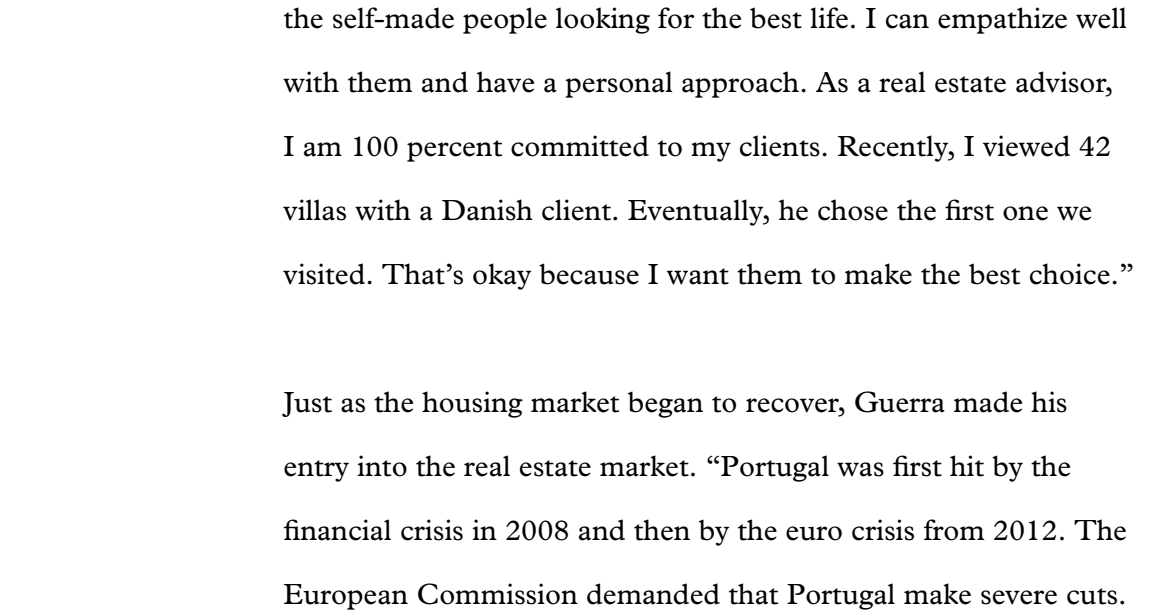 the self-made people looking for the best life. I can empathize well
with them and have a personal approach. As a real estate advisor,
I am 100 percent committed to my clients. Recently, I viewed 42
villas with a Danish client. Eventually, he chose the first one we
visited. That’s okay because I want them to make the best choice.”
Just as the housing market began to recover, Guerra made his
entry into the real estate market. “Portugal was first hit by the
financial crisis in 2008 and then by the euro crisis from 2012. The
European Commission demanded that Portugal make severe cuts.